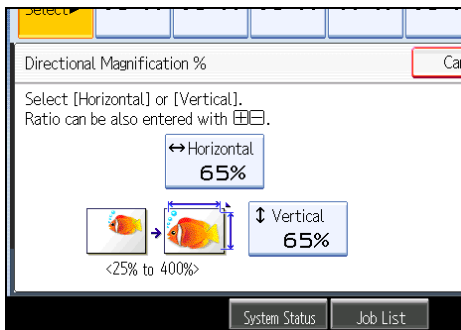 Select►
Directional Magnification %
Select [Horizontal] or [Vertical].
Ratio can be also entered with ⊞⊟.
↔ Horizontal
65%
↕ Vertical
65%
<25% to 400%>
System Status
Job List